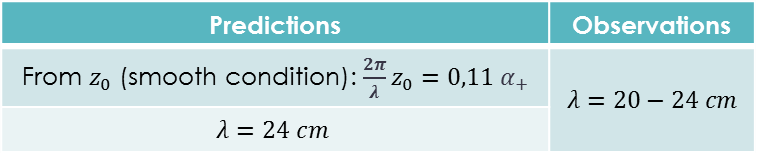 Predictions
Observations
From z₀ (smooth condition): 2π/λ z₀ = 0,11 α₊
λ = 20 − 24 cm
λ = 24 cm